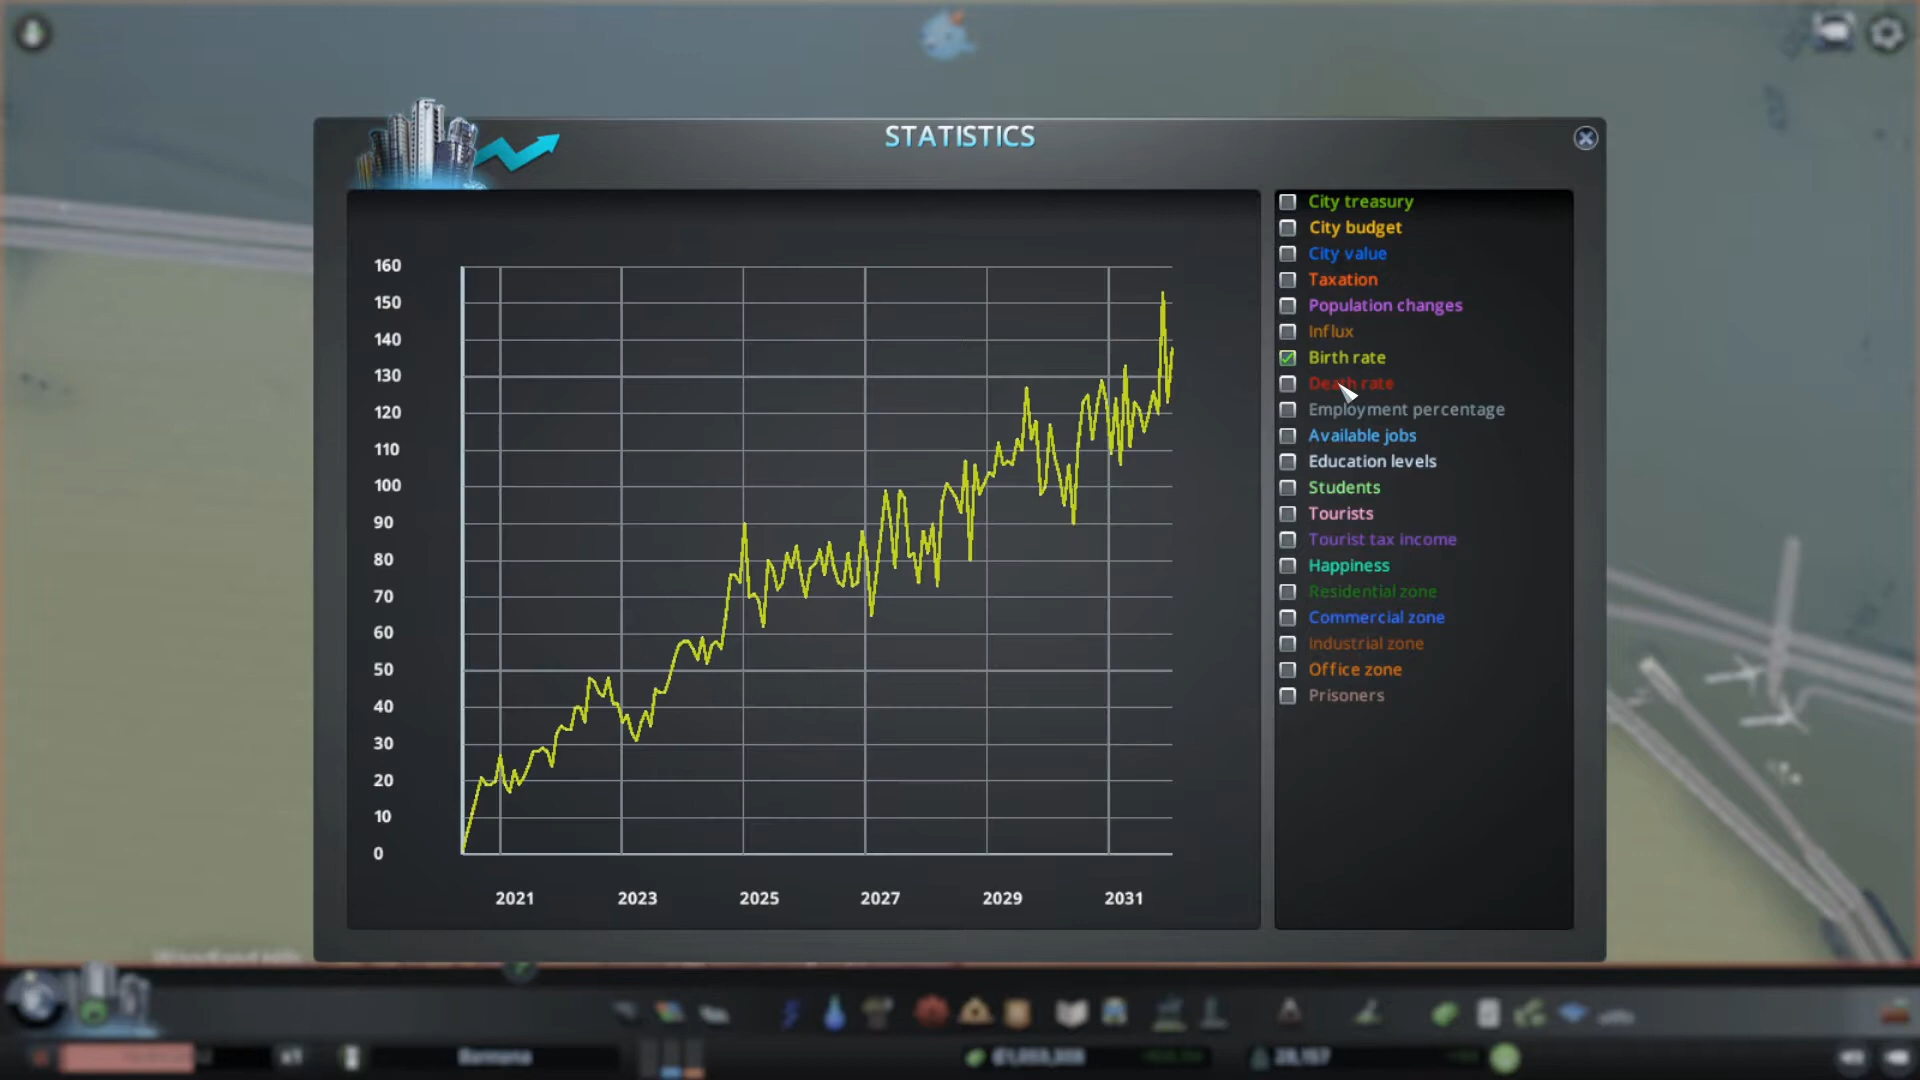 STATISTICS
160
150
140
130
120
110
100
90
80
70
60
50
40
30
20
10
0
2021
2023
2025
2027
2029
2031
City treasury
City budget
City value
Taxation
Population changes
Influx
Birth rate
Death rate
Employment percentage
Available jobs
Education levels
Students
Tourists
Tourist tax income
Happiness
Residential zone
Commercial zone
Industrial zone
Office zone
Prisoners